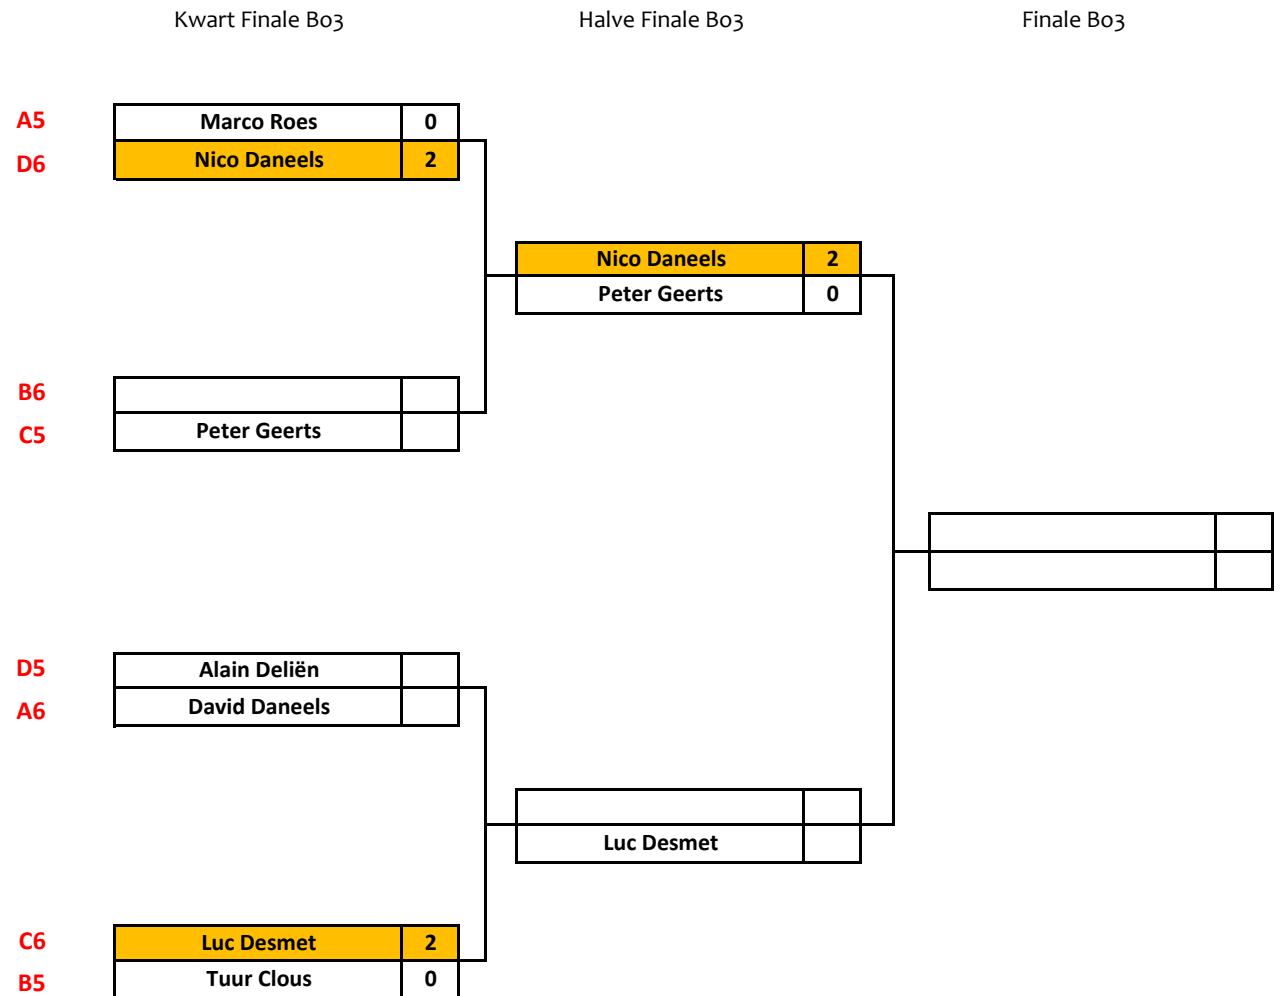 Kwart Finale Bo3 Halve Finale Bo3 Finale Bo3
A5 Marco Roes 0
D6 Nico Daneels 2
Nico Daneels 2
Peter Geerts 0
B6
C5 Peter Geerts
D5 Alain Deliën
A6 David Daneels
Luc Desmet
C6 Luc Desmet 2
B5 Tuur Clous 0